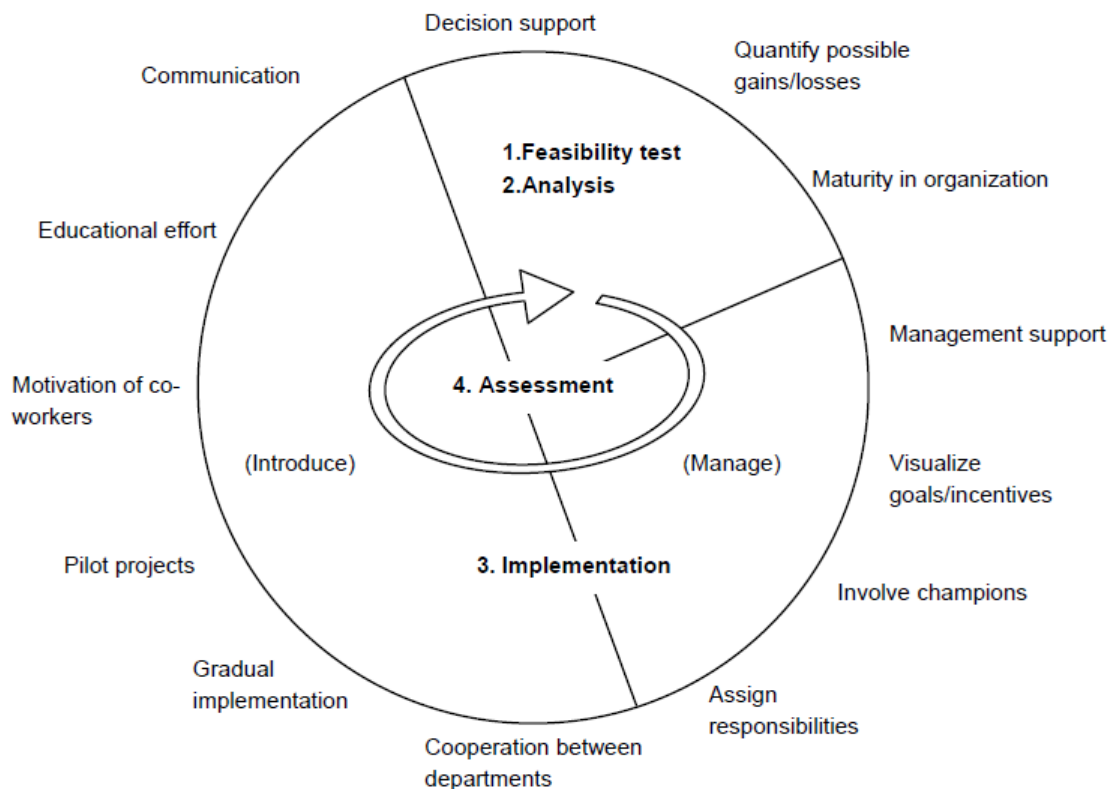 Decision support
Quantify possible
gains/losses
Communication
1.Feasibility test
2.Analysis
Maturity in organization
Educational effort
Management support
4. Assessment
Motivation of co-
workers
(Introduce)
(Manage)
Visualize
goals/incentives
Pilot projects
3. Implementation
Involve champions
Gradual
implementation
Assign
responsibilities
Cooperation between
departments